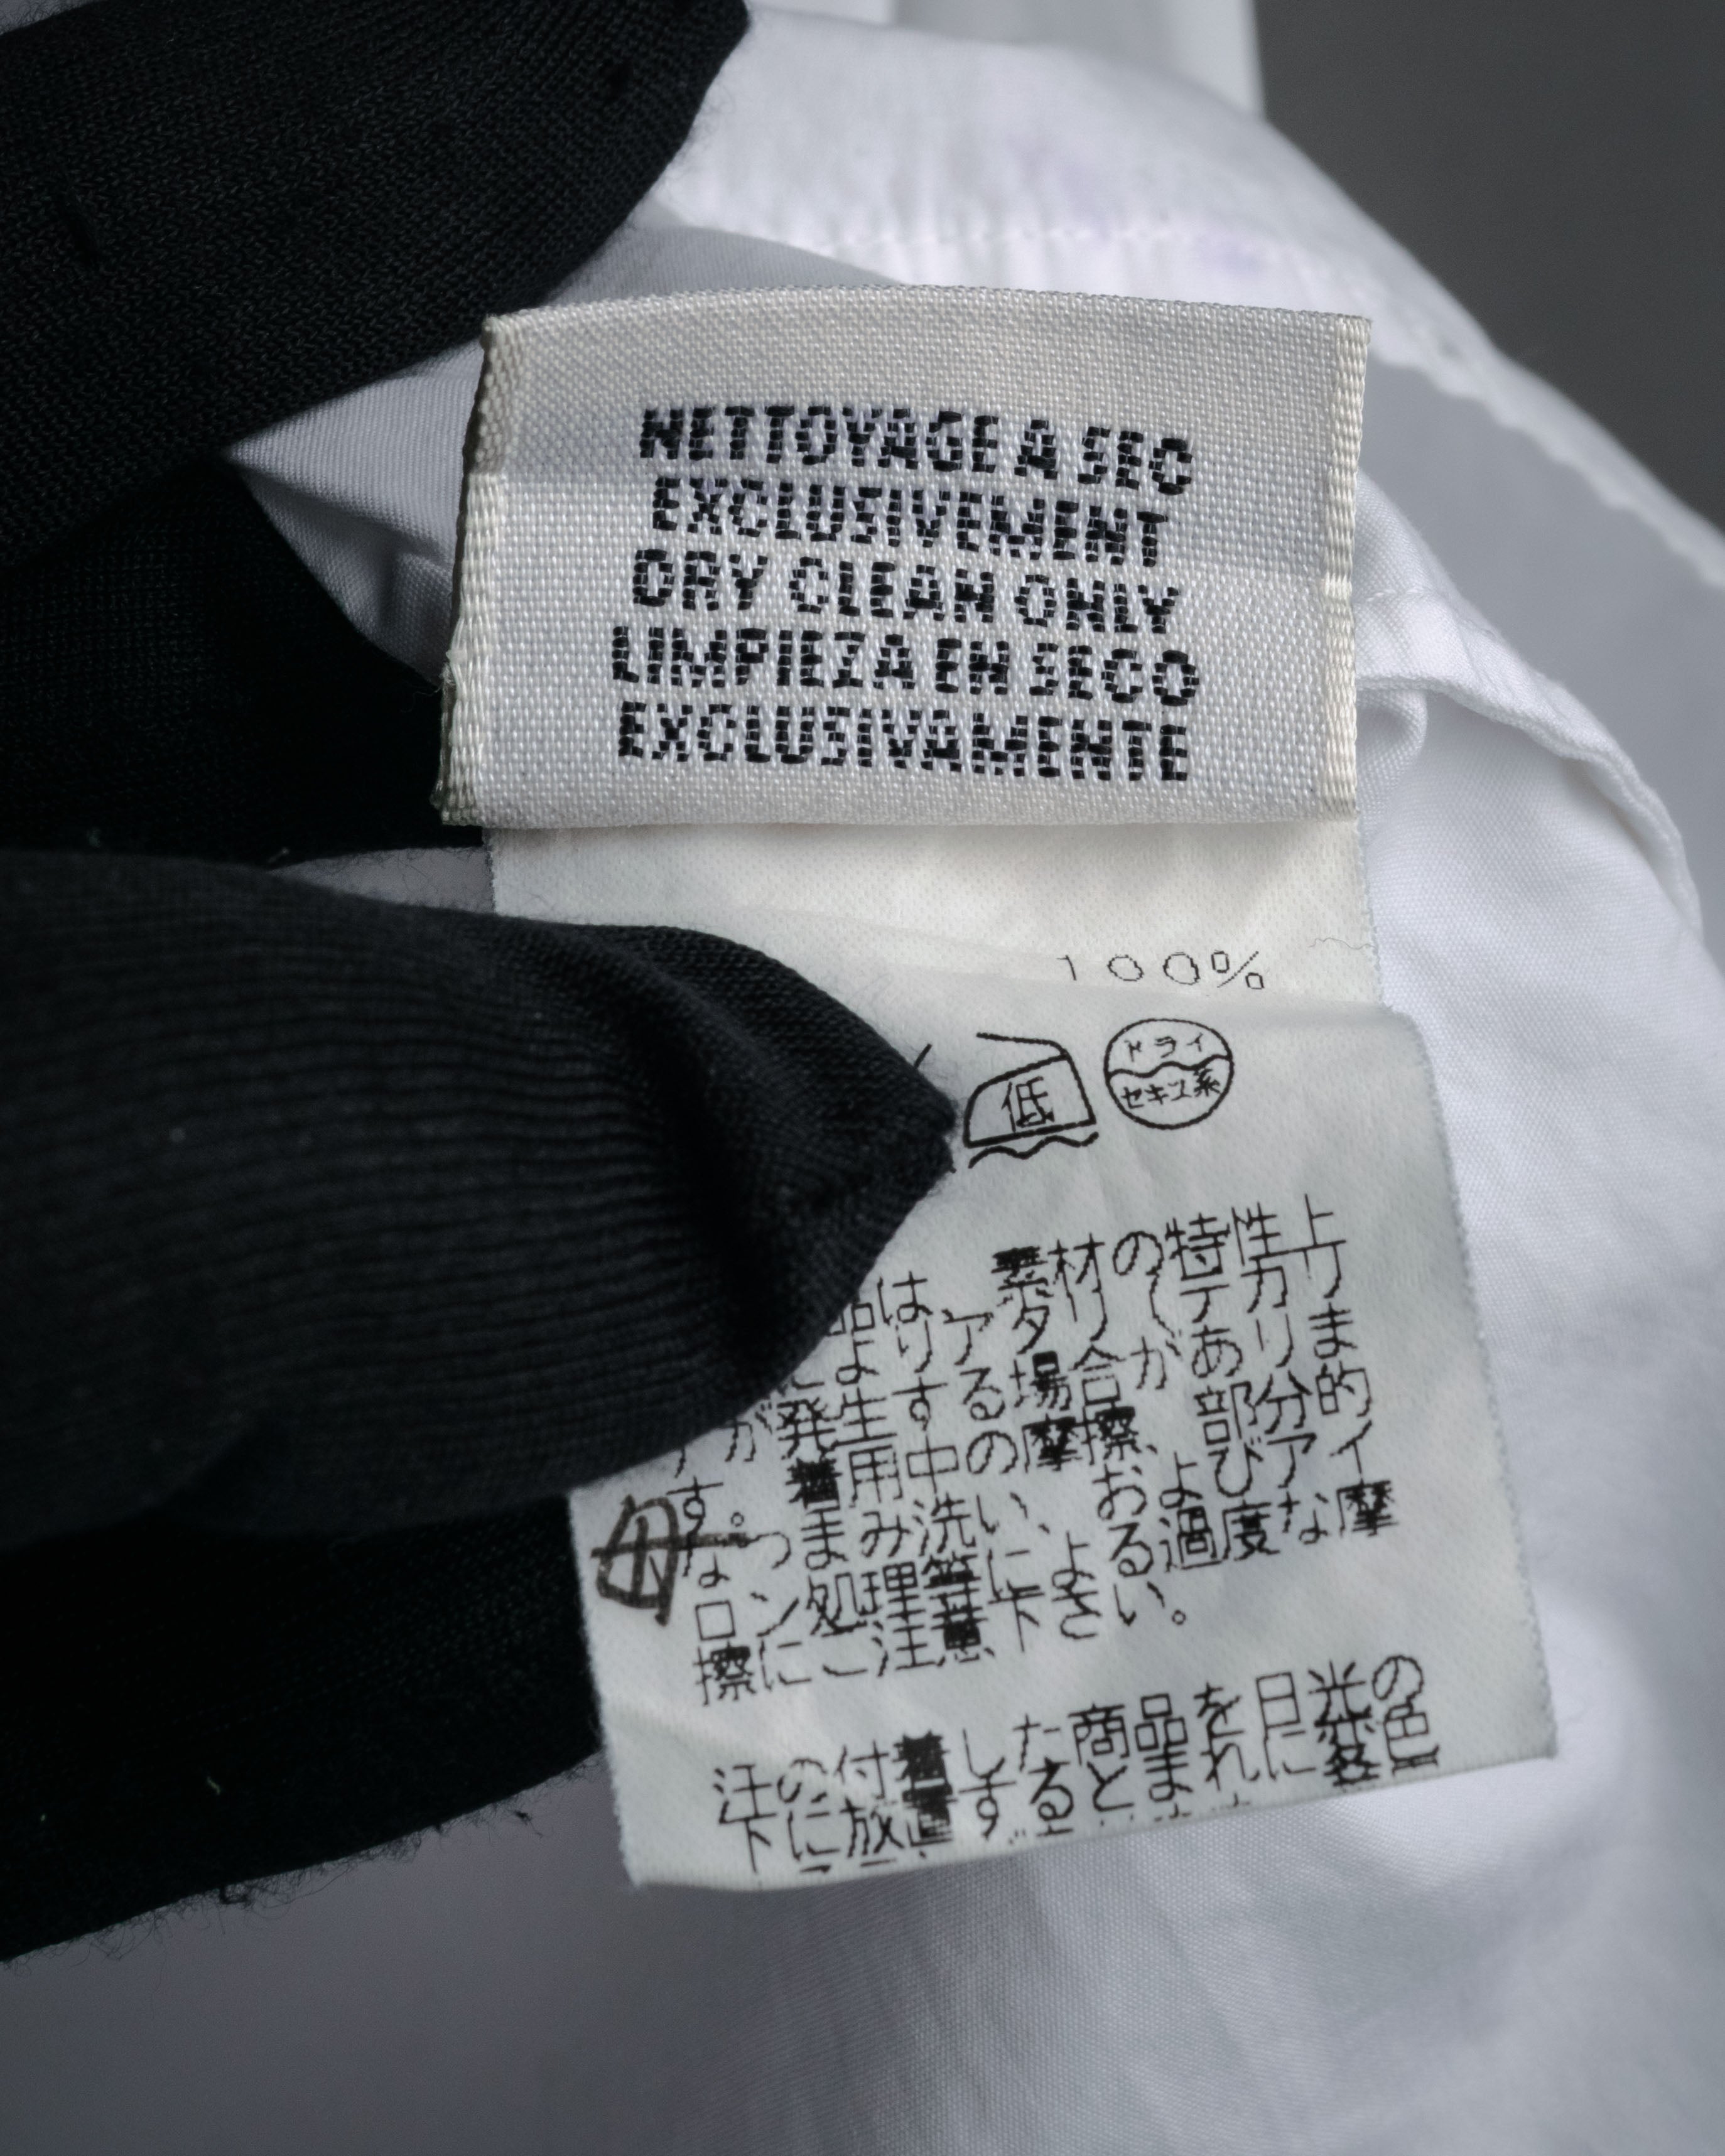 NETTOYAGE A SEC
EXCLUSIVEMENT
DRY CLEAN ONLY
LIMPIEZA EN SECO
EXCLUSIVAMENTE
100%
低 ドライ
セキユ系
品は 素材の特性上
によりアタリ(テカリ
が発生する場合がありま
す。着用中の摩擦、部分的
なつまみ洗い、およびアイ
ロン処理等による過度な摩
擦にご注意下さい。
汗の付着した商品を日光の
下に放置するとまれに変色